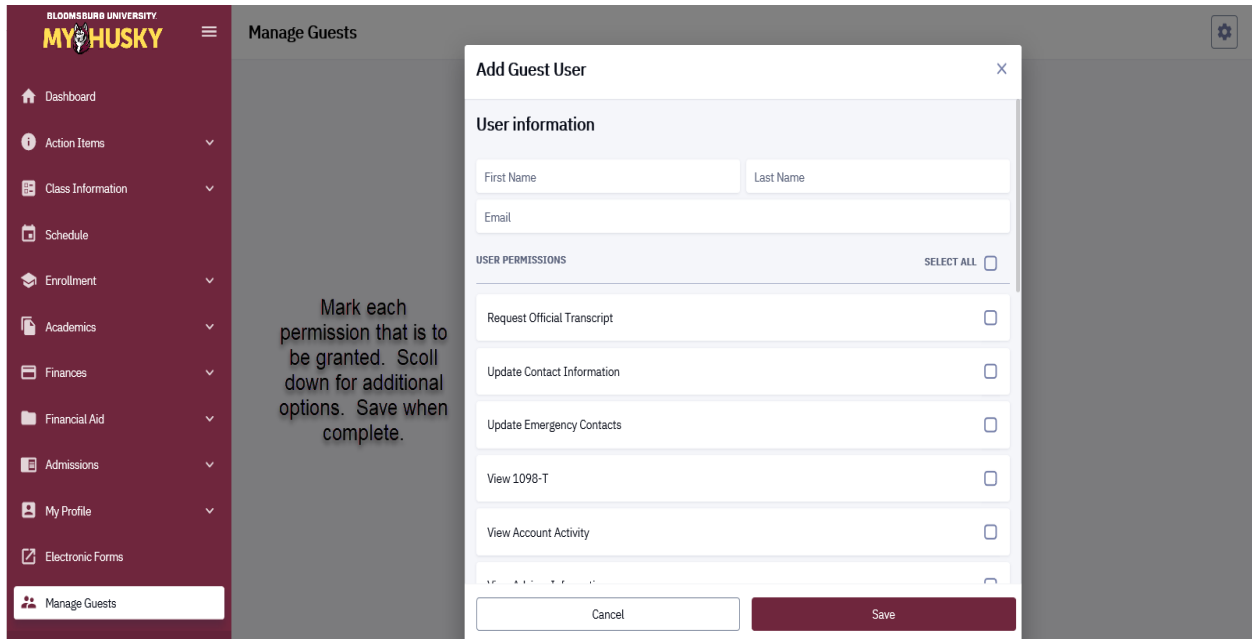 BLOOMSBURG UNIVERSITY.
MY HUSKY
Manage Guests
Dashboard
Action Items
Class Information
Schedule
Enrollment
Academics
Finances
Financial Aid
Admissions
My Profile
Electronic Forms
Manage Guests
Mark each
permission that is to
be granted. Scoll
down for additional
options. Save when
complete.
Add Guest User
X
User information
First Name
Last Name
Email
USER PERMISSIONS
SELECT ALL
Request Official Transcript
Update Contact Information
Update Emergency Contacts
View 1098-T
View Account Activity
Cancel
Save